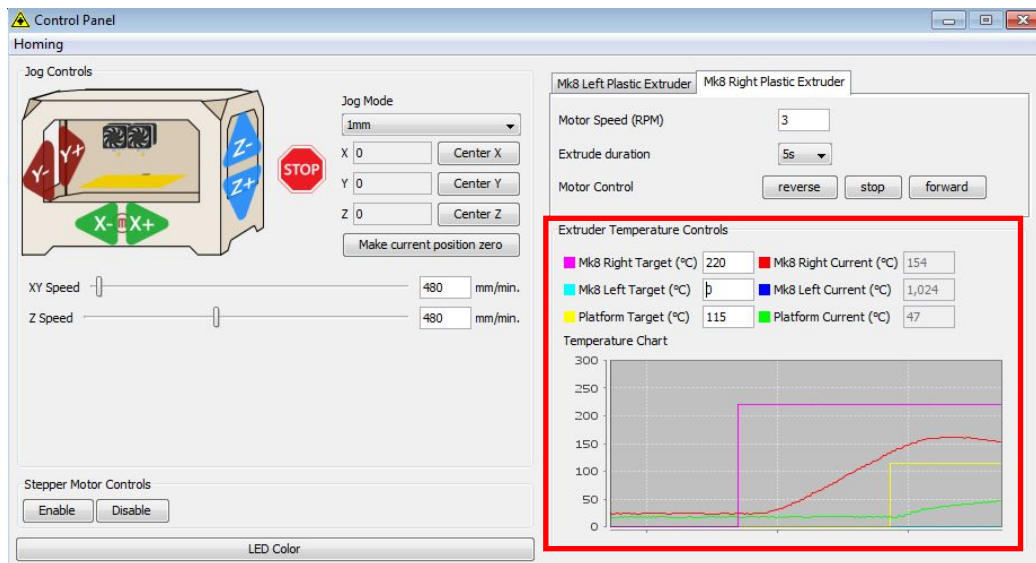 Control Panel
Homing
Jog Controls
Y-
Y+
Z-
Z+
X-
m
X+
STOP
Jog Mode
1mm
X 0 Center X
Y 0 Center Y
Z 0 Center Z
Make current position zero
XY Speed 480 mm/min.
Z Speed 480 mm/min.
Stepper Motor Controls
Enable Disable
LED Color
Mk8 Left Plastic Extruder Mk8 Right Plastic Extruder
Motor Speed (RPM) 3
Extrude duration 5s
Motor Control reverse stop forward
Extruder Temperature Controls
Mk8 Right Target (°C) 220 Mk8 Right Current (°C) 154
Mk8 Left Target (°C) 0 Mk8 Left Current (°C) 1,024
Platform Target (°C) 115 Platform Current (°C) 47
Temperature Chart
300
250
200
150
100
50
0